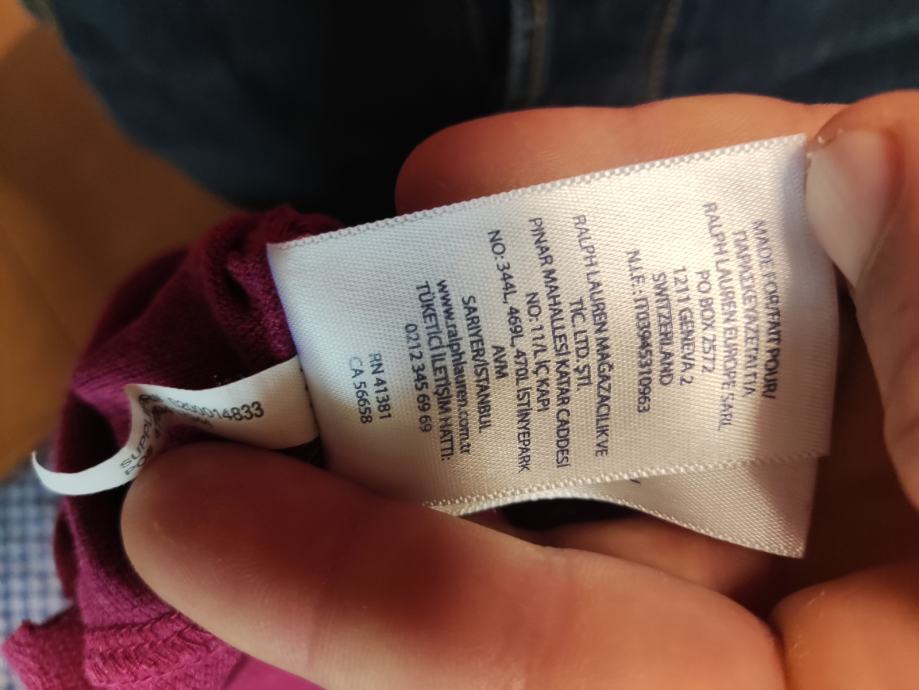 MADE FOR/FAIT POUR/
ΠΑΡΑΣΚΕΥΑΖΕΤΑΙ ΓΙΑ
RALPH LAUREN EUROPE SARL
PO BOX 2572
1211 GENEVA 2
SWITZERLAND
N.I.F.: IT03945310963
RALPH LAUREN MAĞAZACILIK VE
TİC. LTD. ŞTİ.
PINAR MAHALLESİ KATAR CADDESİ
NO: 11/L İÇ KAPI
NO: 344L, 469L, 470L İSTİNYEPARK
AVM
SARIYER/İSTANBUL
www.ralphlauren.com.tr
TÜKETİCİ İLETİŞİM HATTI:
0212 345 69 69
RN 41381
CA 56658
0200014833